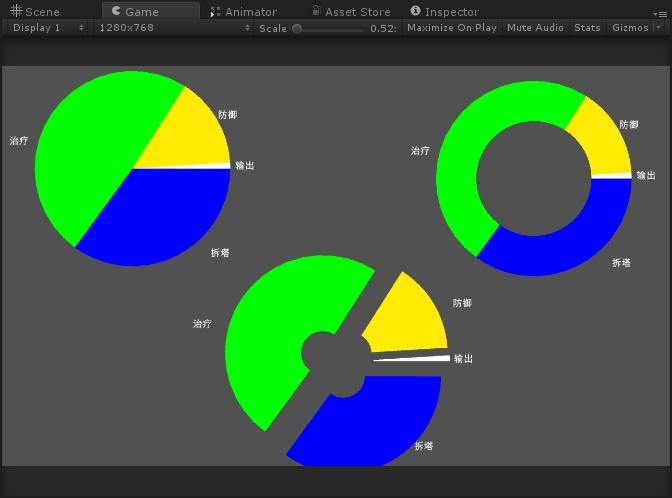 Scene Game Animator Asset Store Inspector
Display 1 1280x768 Scale 0.52: Maximize On Play Mute Audio Stats Gizmos
防御
治疗
输出
拆塔
防御
治疗
输出
拆塔
防御
治疗
输出
拆塔